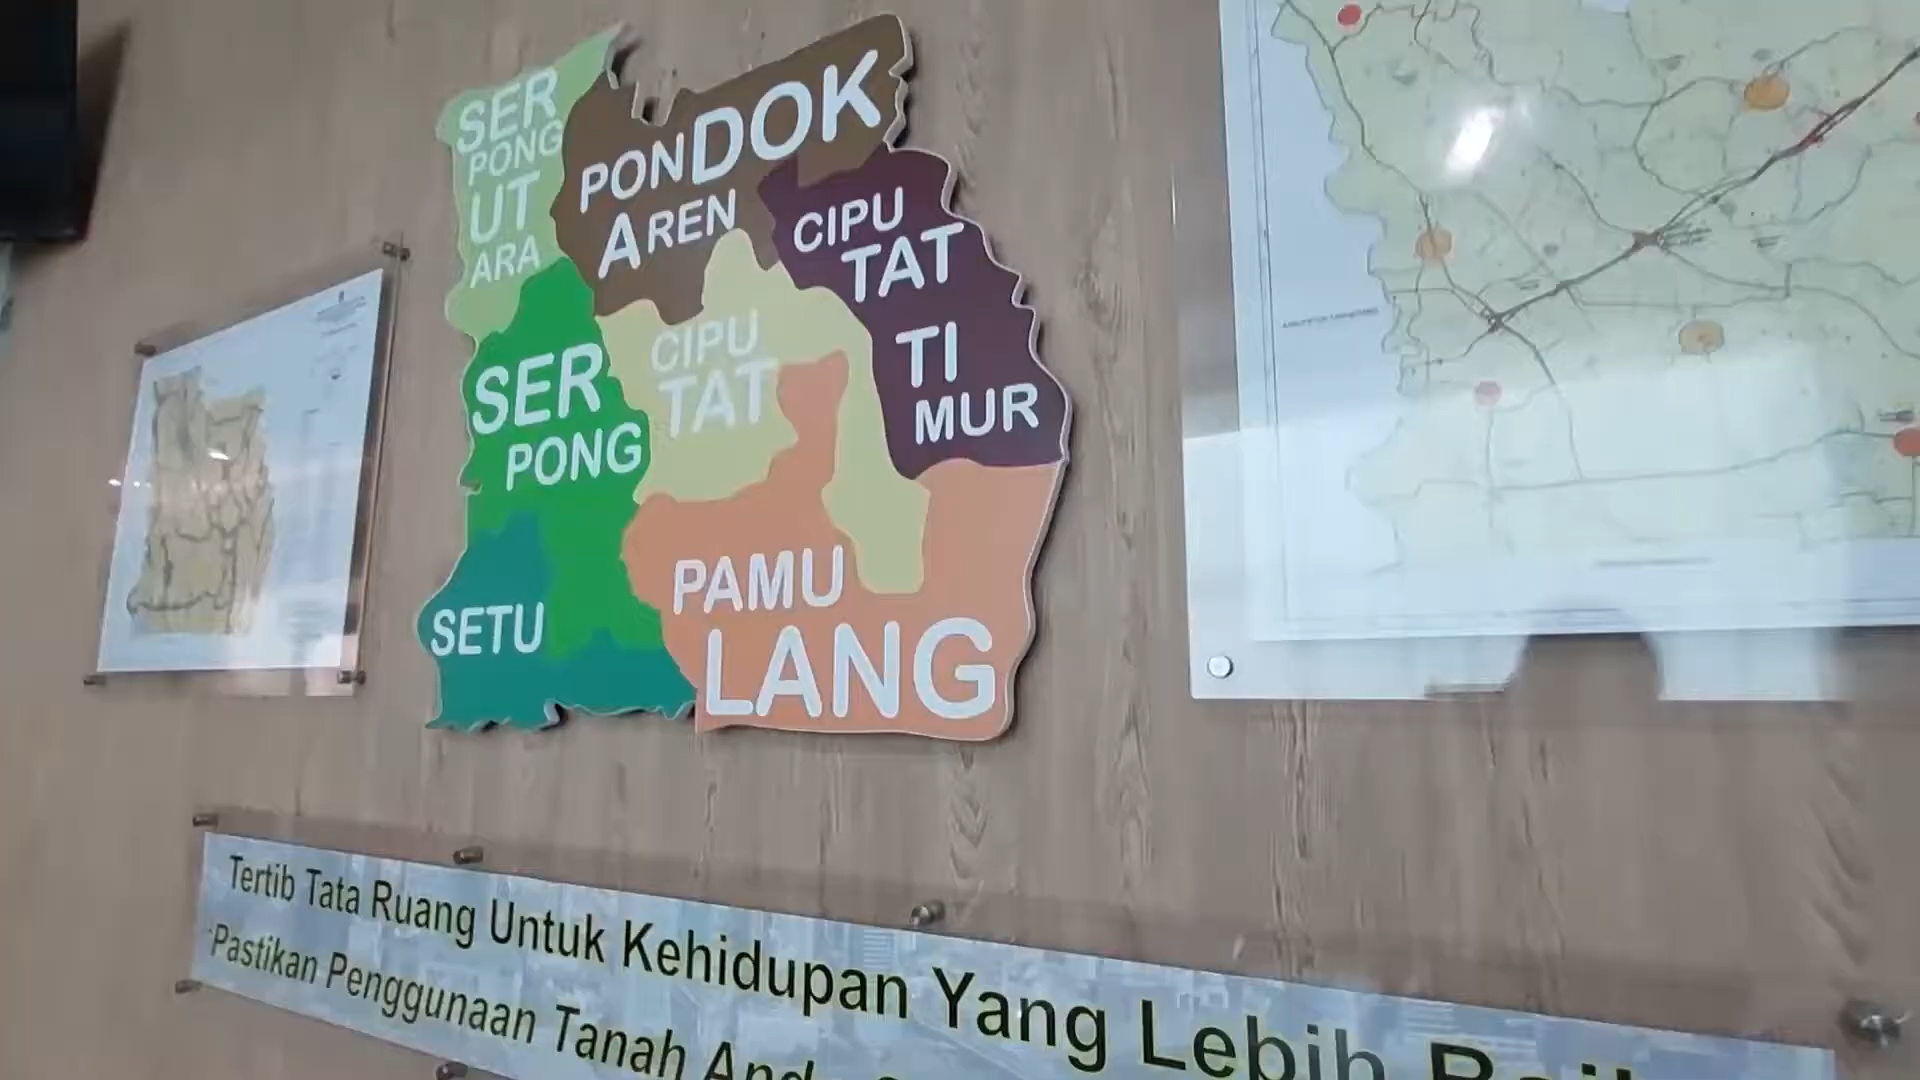 SER
PONG
UT
ARA
PONDOK
AREN
CIPU
TAT
TI
MUR
CIPU
TAT
SER
PONG
SETU
PAMU
LANG
Tertib Tata Ruang Untuk Kehidupan Yang Lebih
Pastikan Penggunaan Tanah